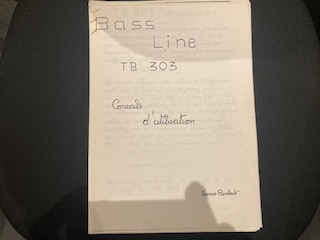 Bass
Line
TB 303
Conseils
d'utilisation